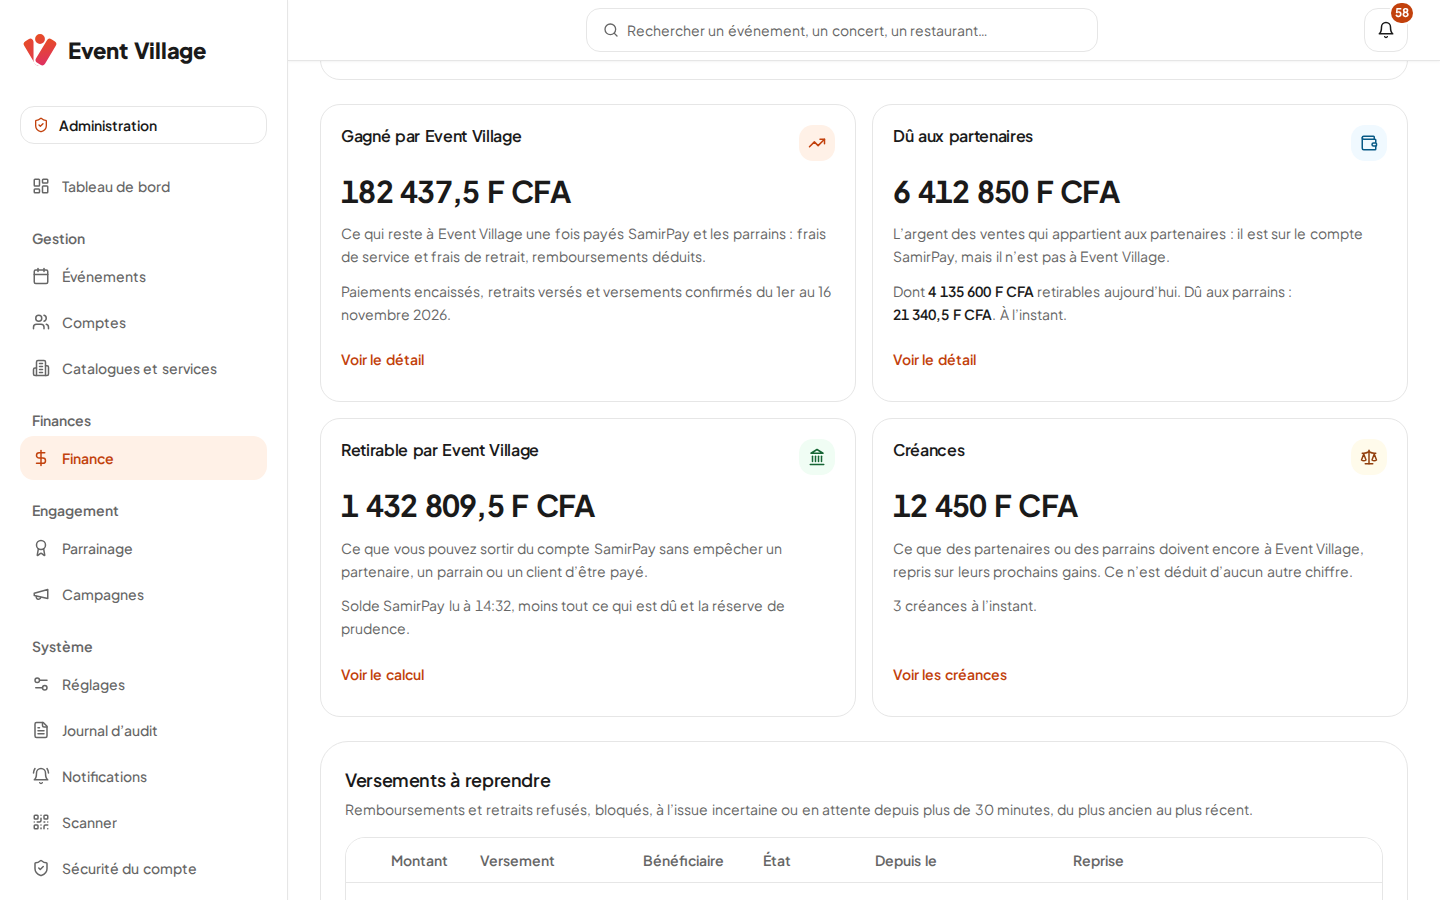 Event Village
Rechercher un événement, un concert, un restaurant...
58
Administration
Tableau de bord
Gestion
Événements
Comptes
Catalogues et services
Finances
Finance
Engagement
Parrainage
Campagnes
Système
Réglages
Journal d’audit
Notifications
Scanner
Sécurité du compte
Gagné par Event Village
182 437,5 F CFA
Ce qui reste à Event Village une fois payés SamirPay et les parrains : frais
de service et frais de retrait, remboursements déduits.
Paiements encaissés, retraits versés et versements confirmés du 1er au 16
novembre 2026.
Voir le détail
Dû aux partenaires
6 412 850 F CFA
L’argent des ventes qui appartient aux partenaires : il est sur le compte
SamirPay, mais il n’est pas à Event Village.
Dont 4 135 600 F CFA retirables aujourd’hui. Dû aux parrains :
21 340,5 F CFA. À l’instant.
Voir le détail
Retirable par Event Village
1 432 809,5 F CFA
Ce que vous pouvez sortir du compte SamirPay sans empêcher un
partenaire, un parrain ou un client d’être payé.
Solde SamirPay lu à 14:32, moins tout ce qui est dû et la réserve de
prudence.
Voir le calcul
Créances
12 450 F CFA
Ce que des partenaires ou des parrains doivent encore à Event Village,
repris sur leurs prochains gains. Ce n’est déduit d’aucun autre chiffre.
3 créances à l’instant.
Voir les créances
Versements à reprendre
Remboursements et retraits refusés, bloqués, à l’issue incertaine ou en attente depuis plus de 30 minutes, du plus ancien au plus récent.
Montant Versement Bénéficiaire État Depuis le Reprise